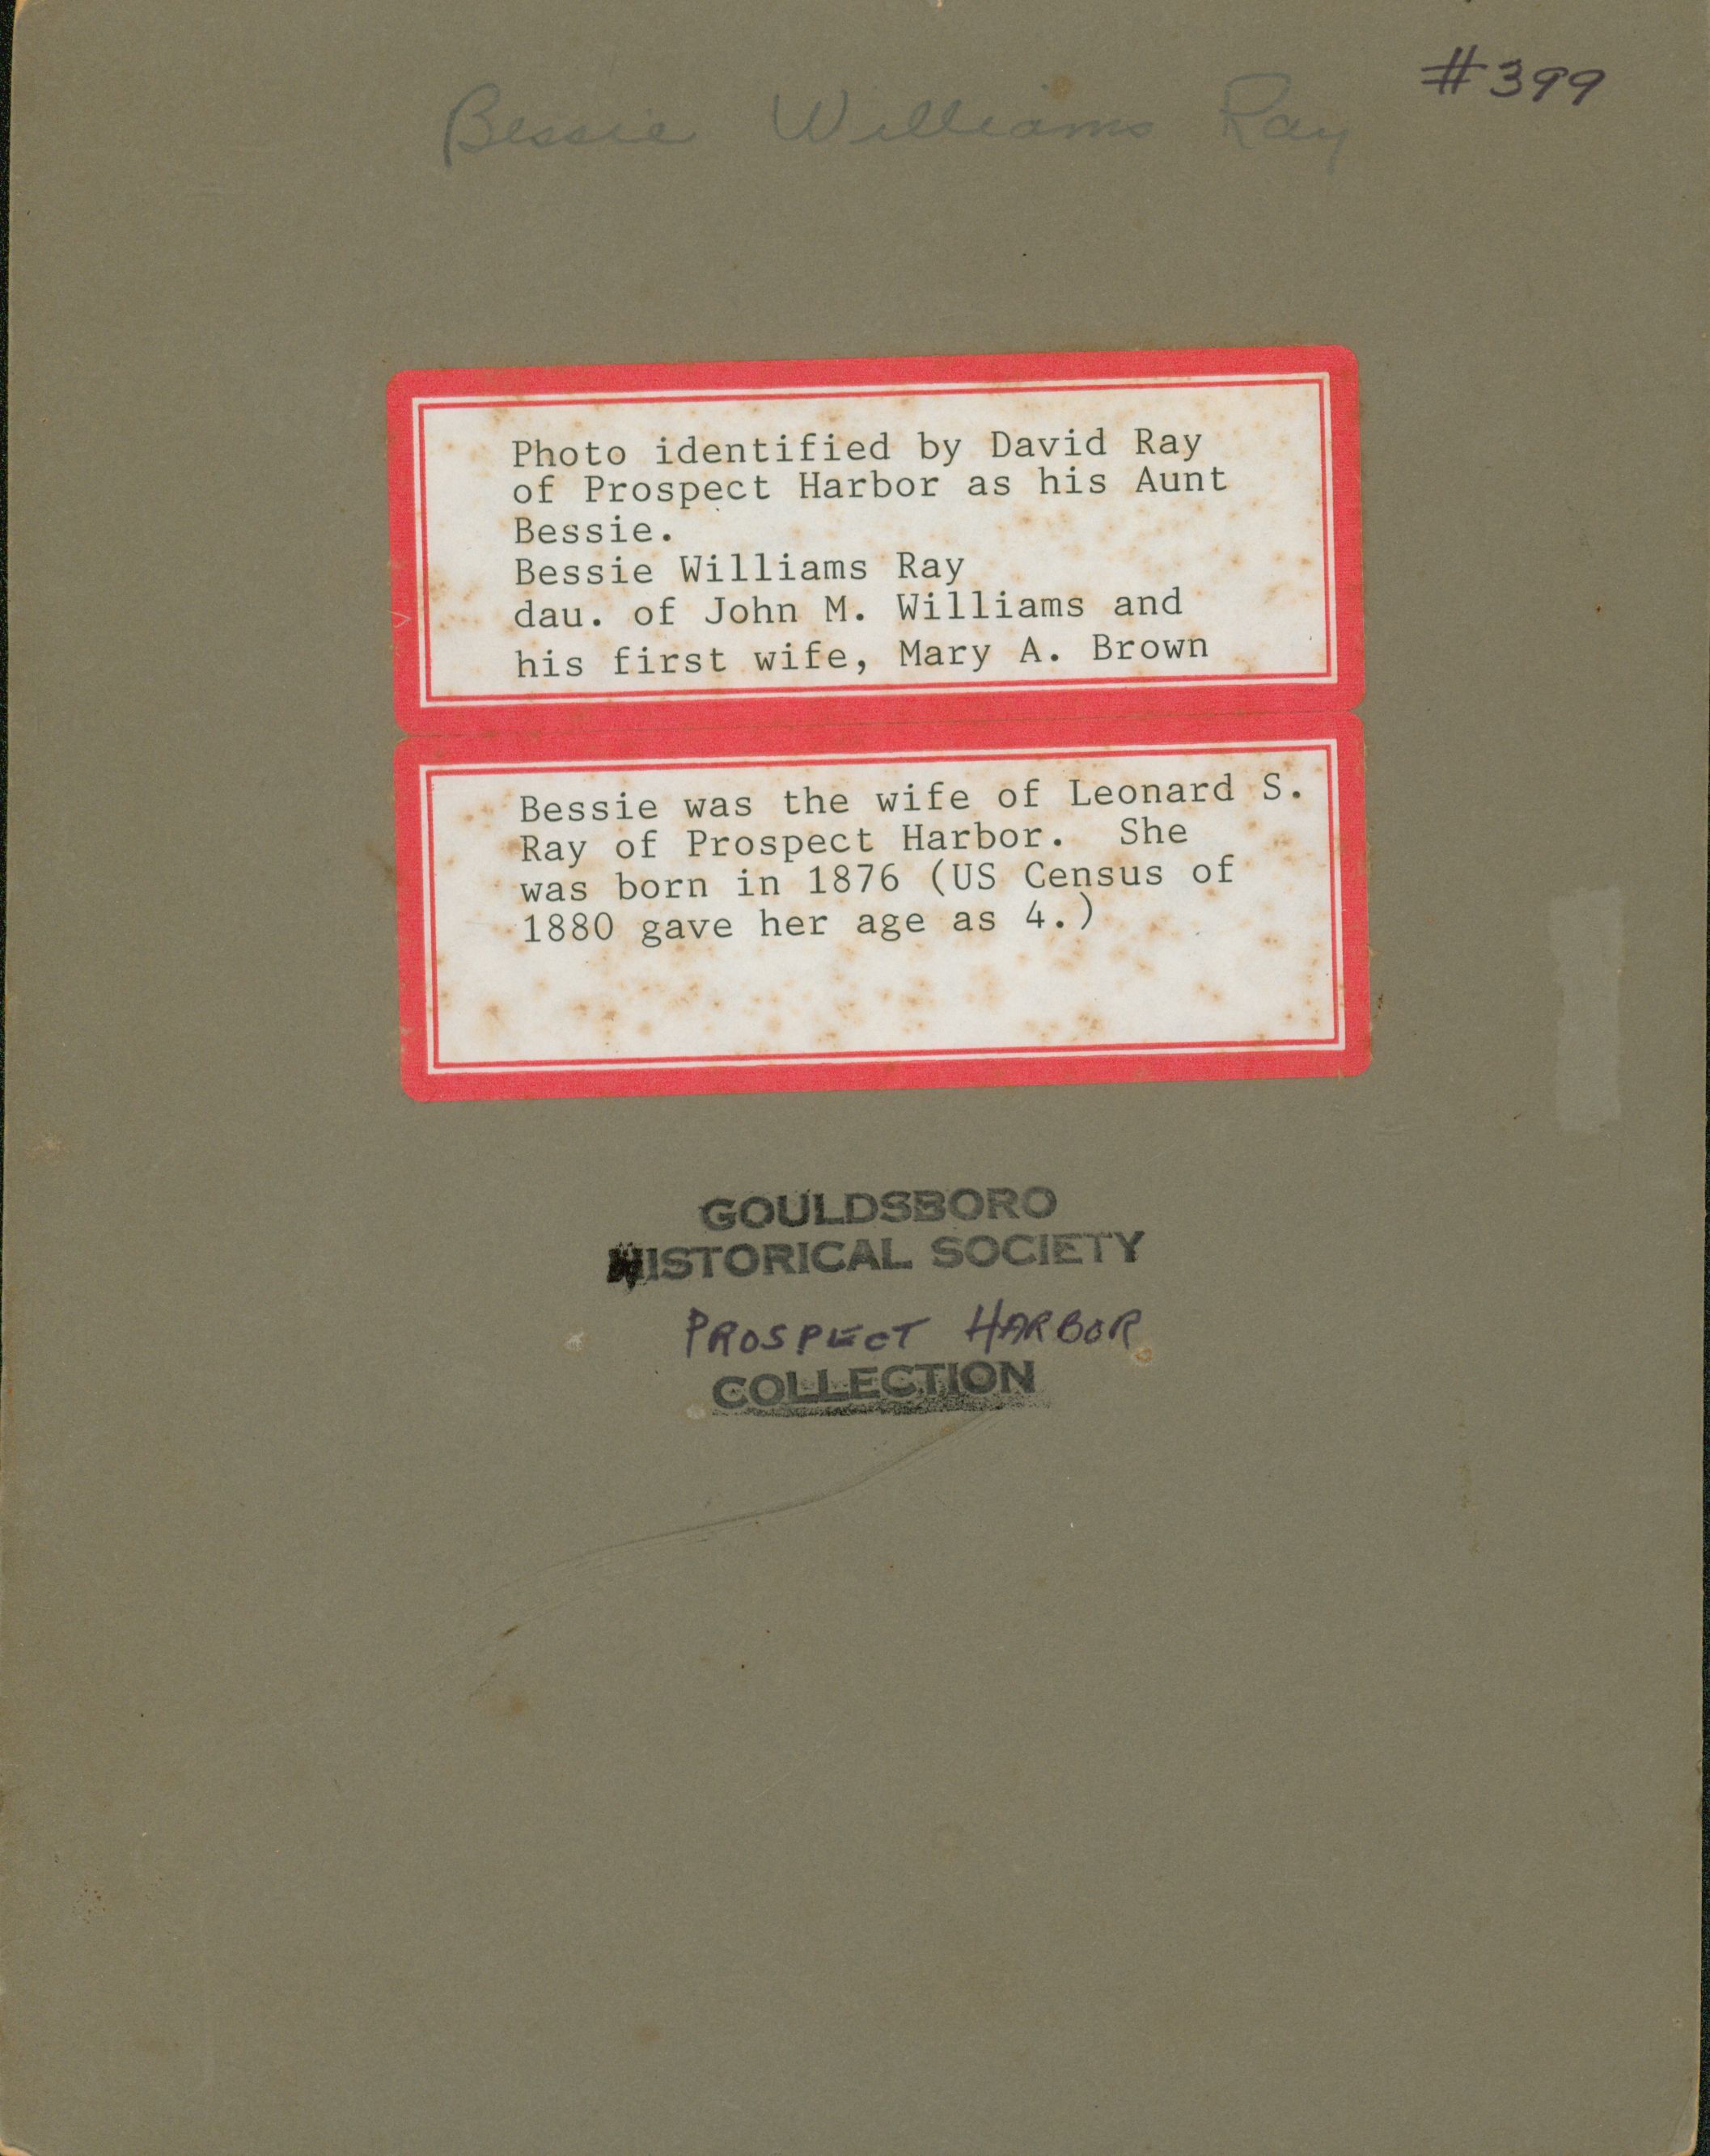 #399
Bessie Williams Ray
Photo identified by David Ray
of Prospect Harbor as his Aunt
Bessie.
Bessie Williams Ray
dau. of John M. Williams and
his first wife, Mary A. Brown
Bessie was the wife of Leonard S.
Ray of Prospect Harbor. She
was born in 1876 (US Census of
1880 gave her age as 4.)
GOULDSBORO
HISTORICAL SOCIETY
PROSPECT HARBOR
COLLECTION